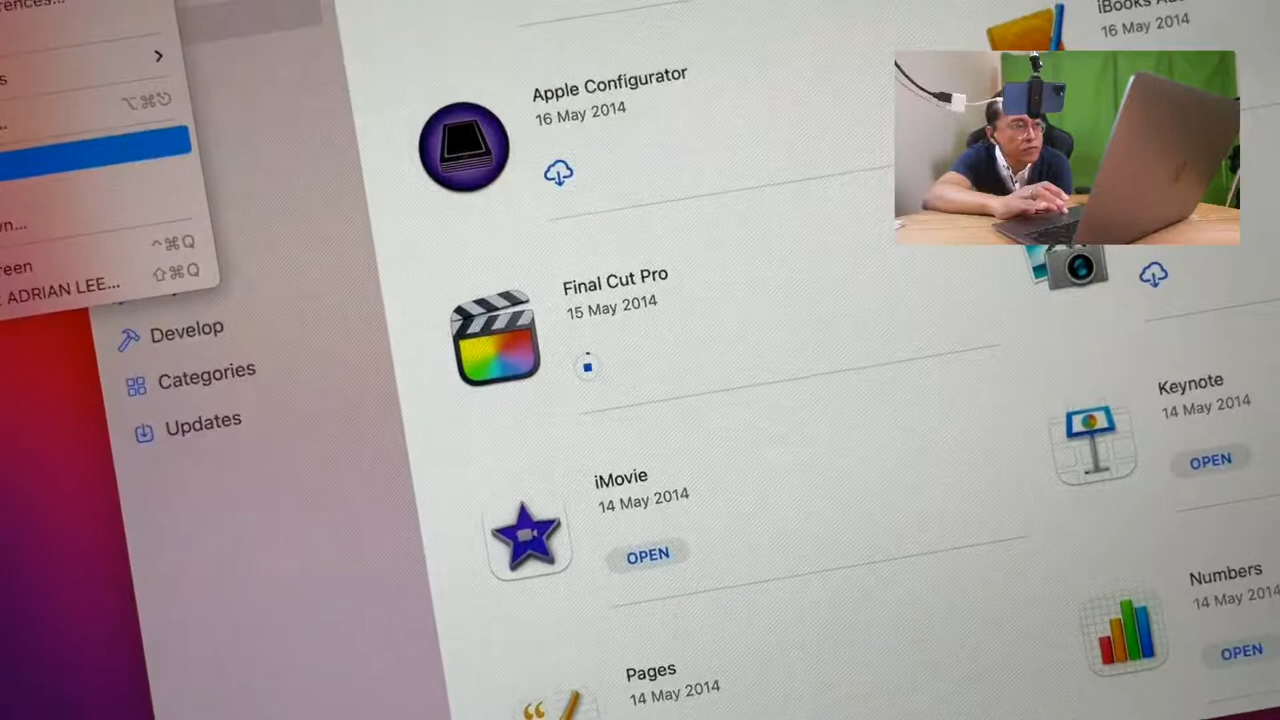 ⌥⌘⎋
^⌘Q
ADRIAN LEE...
⇧⌘Q
Develop
Categories
Updates
Apple Configurator
16 May 2014
Final Cut Pro
15 May 2014
iMovie
14 May 2014
OPEN
Pages
14 May 2014
iBooks
16 May 2014
Keynote
14 May 2014
OPEN
Numbers
14 May 2014
OPEN